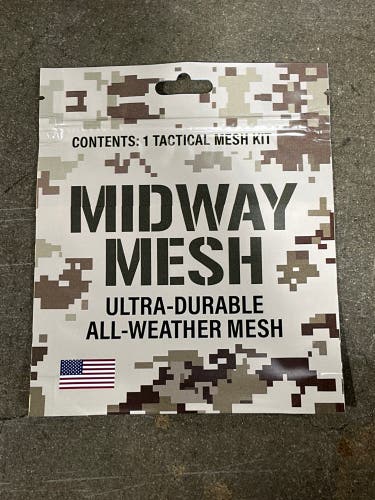 CONTENTS: 1 TACTICAL MESH KIT
MIDWAY
MESH
ULTRA-DURABLE
ALL-WEATHER MESH